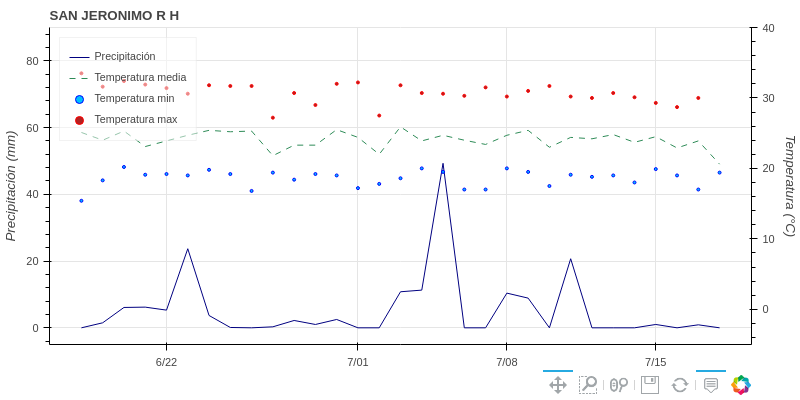 SAN JERONIMO R H
Precipitación
Temperatura media
Temperatura min
Temperatura max
Precipitación (mm)
80
60
40
20
0
40
30
20
10
0
Temperatura (°C)
6/22
7/01
7/08
7/15